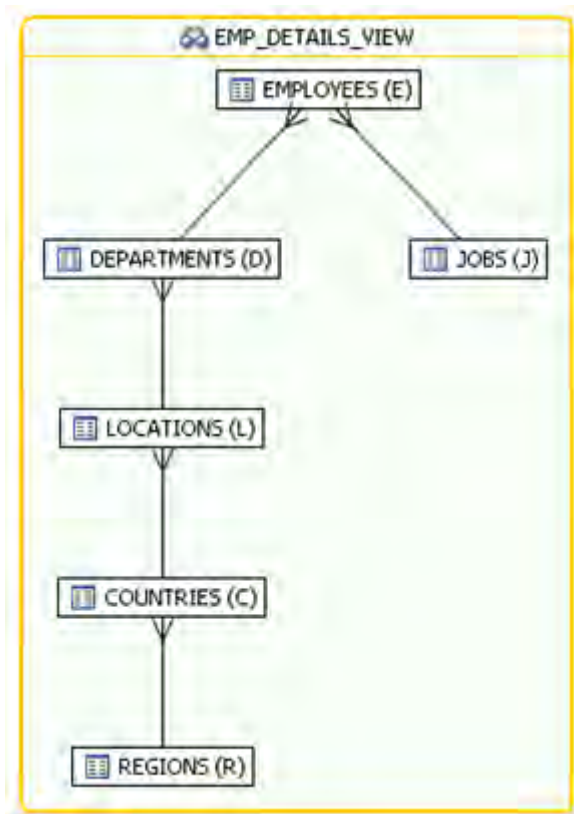 EMP_DETAILS_VIEW
EMPLOYEES (E)
DEPARTMENTS (D)
JOBS (J)
LOCATIONS (L)
COUNTRIES (C)
REGIONS (R)